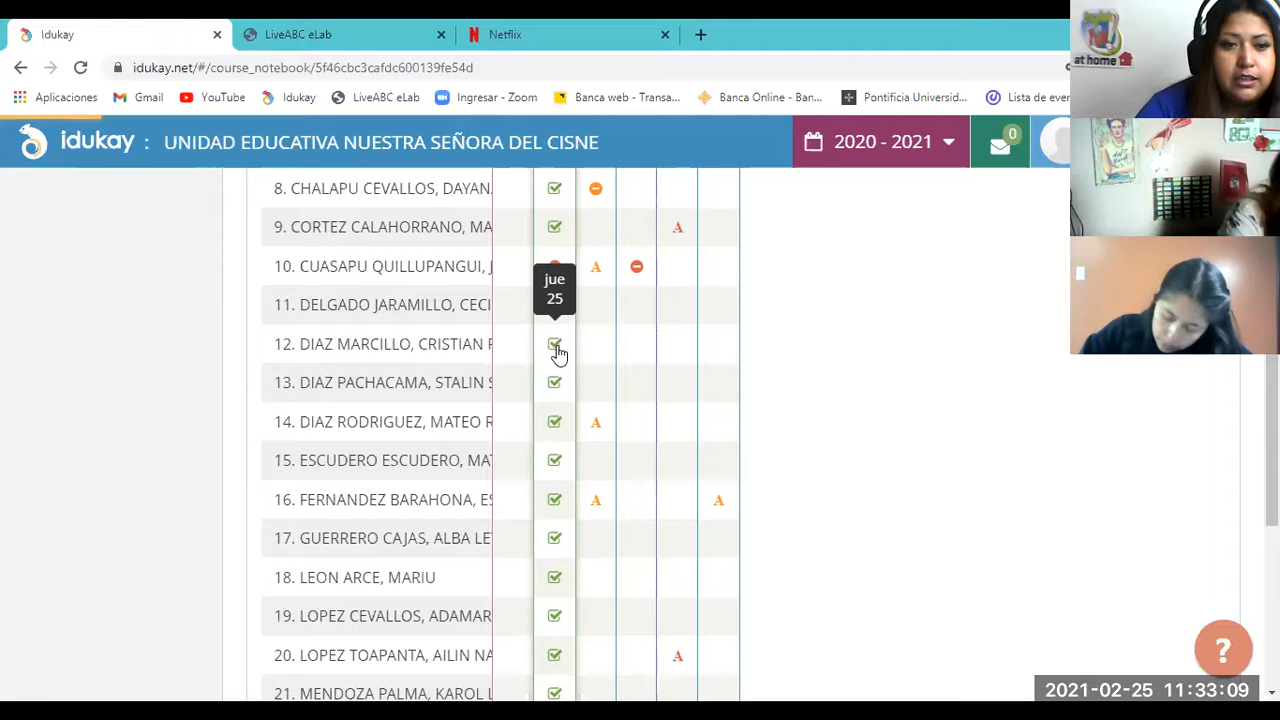 Idukay
LiveABC eLab
Netflix
idukay.net/#/course_notebook/5f46cbc3cafdc600139fe54d
Aplicaciones
Gmail
YouTube
Idukay
LiveABC eLab
Ingresar - Zoom
Banca web - Transa...
Banca Online - Ban...
Pontificia Universid...
Lista de eve
at home
idukay : UNIDAD EDUCATIVA NUESTRA SEÑORA DEL CISNE
2020 - 2021
0
8. CHALAPU CEVALLOS, DAYAN
9. CORTEZ CALAHORRANO, MA
A
10. CUASAPU QUILLUPANGUI, J
A
jue
25
11. DELGADO JARAMILLO, CECI
12. DIAZ MARCILLO, CRISTIAN
13. DIAZ PACHACAMA, STALIN S
14. DIAZ RODRIGUEZ, MATEO R
A
15. ESCUDERO ESCUDERO, MAT
16. FERNANDEZ BARAHONA, ES
A
A
17. GUERRERO CAJAS, ALBA LE
18. LEON ARCE, MARIU
19. LOPEZ CEVALLOS, ADAMAR
20. LOPEZ TOAPANTA, AILIN NA
A
21. MENDOZA PALMA, KAROL L
?
2021-02-25 11:33:09